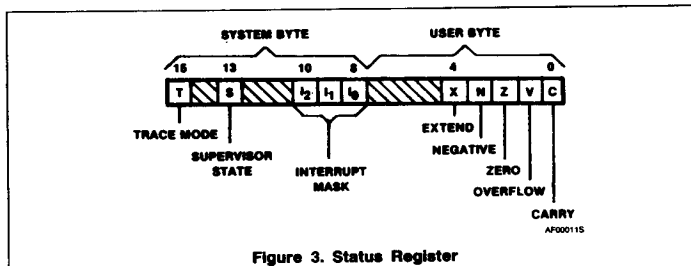 SYSTEM BYTE USER BYTE
15 13 10 8 4 0
T S I2 I1 I0 X N Z V C
TRACE MODE EXTEND
SUPERVISOR STATE NEGATIVE
INTERRUPT MASK ZERO
OVERFLOW
CARRY
AF00011S
Figure 3. Status Register